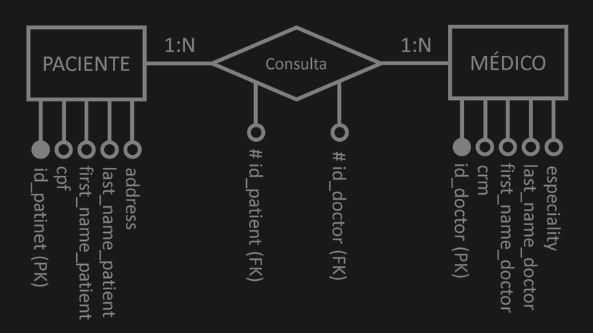 1:N
1:N
PACIENTE
Consulta
MÉDICO
id_patinet (PK)
cpf
first_name_patient
last_name_patient
address
# id_patient (FK)
# id_doctor (FK)
id_doctor (PK)
crm
first_name_doctor
last_name_doctor
especiality